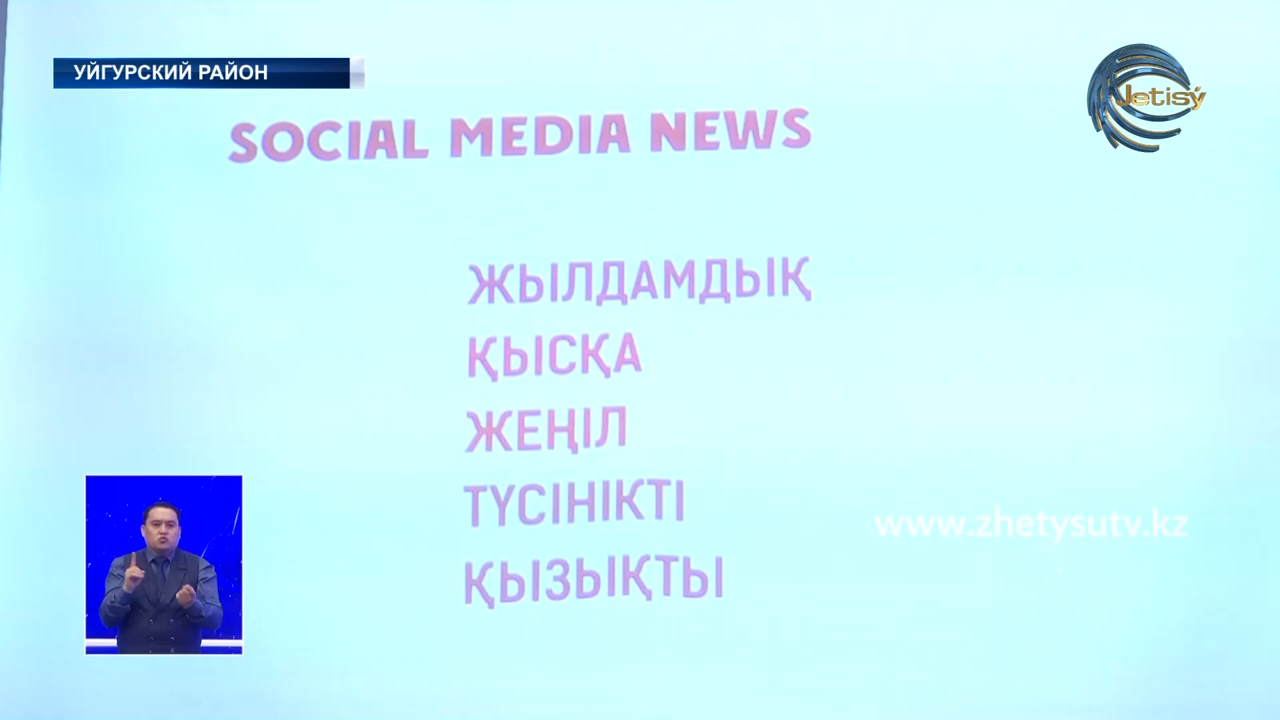 УЙГУРСКИЙ РАЙОН
Jetisý
SOCIAL MEDIA NEWS
ЖЫЛДАМДЫҚ
ҚЫСҚА
ЖЕҢІЛ
ТҮСІНІКТІ
ҚЫЗЫҚТЫ
www.zhetysutv.kz